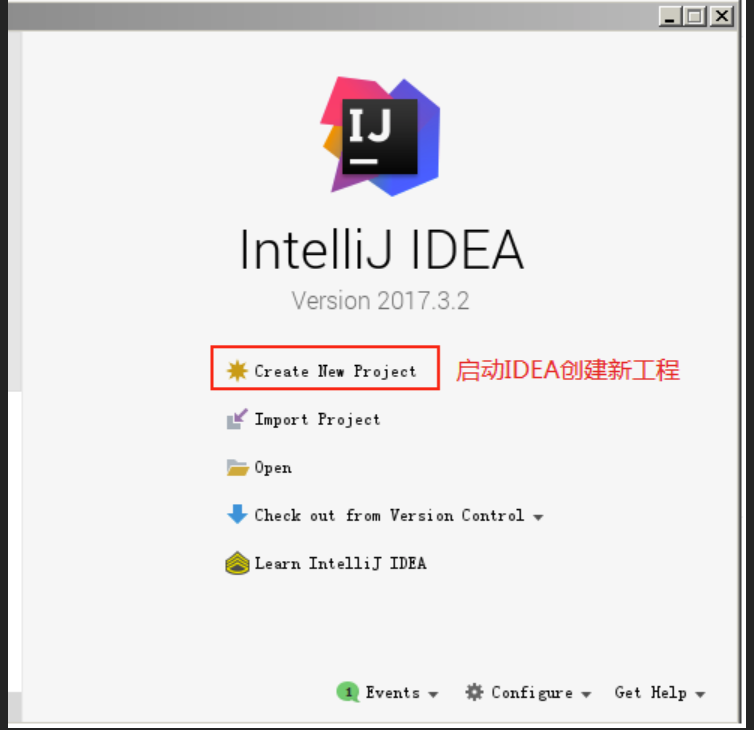 IJ
IntelliJ IDEA
Version 2017.3.2
Create New Project 启动IDEA创建新工程
Import Project
Open
Check out from Version Control
Learn IntelliJ IDEA
1 Events Configure Get Help